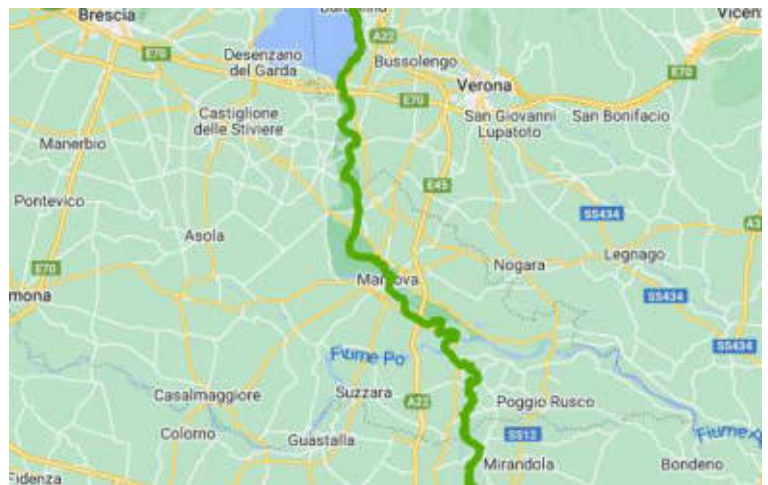 Brescia
A22
Vicen
E70
Desenzano
del Garda
Bussolengo
E70
Verona
E70
Castiglione
delle Stiviere
San Giovanni
Lupatoto
San Bonifacio
Manerbio
E45
Pontevico
SS434
A3
Asola
Legnago
Nogara
E70
mona
Mantova
SS434
SS434
Fiume Po
Casalmaggiore
Suzzara
A22
Poggio Rusco
Colorno
Guastalla
SS12
Fidenza
Mirandola
Bondeno